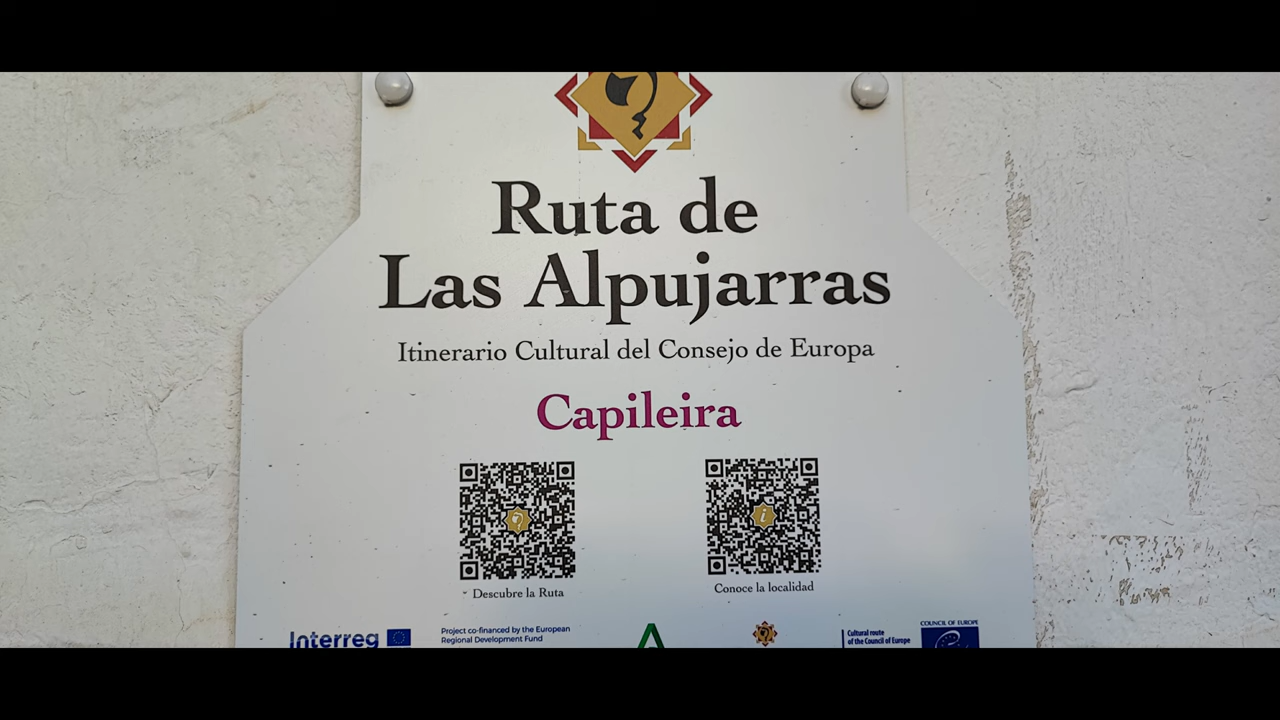 Ruta de
Las Alpujarras
Itinerario Cultural del Consejo de Europa
Capileira
Descubre la Ruta
Conoce la localidad
Interreg
Project co-financed by the European
Regional Development Fund
A
Cultural route
of the Council of Europe
COUNCIL OF EUROPE